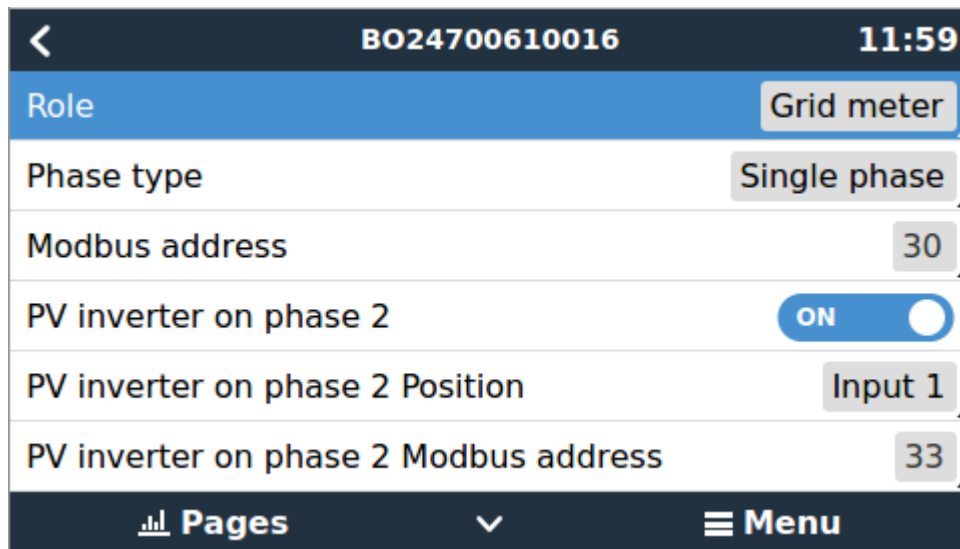 BO24700610016 11:59
Role Grid meter
Phase type Single phase
Modbus address 30
PV inverter on phase 2 ON
PV inverter on phase 2 Position Input 1
PV inverter on phase 2 Modbus address 33
Pages Menu